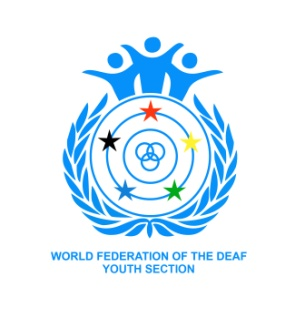 WORLD FEDERATION OF THE DEAF
YOUTH SECTION